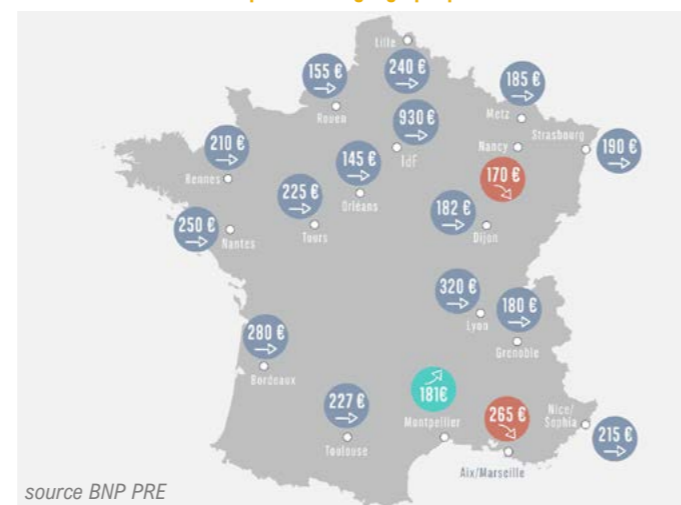 Lille
240 €
155 €
Rouen
185 €
Metz
930 €
IdF
Nancy
170 €
Strasbourg
190 €
210 €
Rennes
145 €
Orléans
225 €
Tours
182 €
Dijon
250 €
Nantes
320 €
Lyon
180 €
Grenoble
280 €
Bordeaux
181€
Montpellier
265 €
Aix/Marseille
Nice/
Sophia
215 €
227 €
Toulouse
source BNP PRE